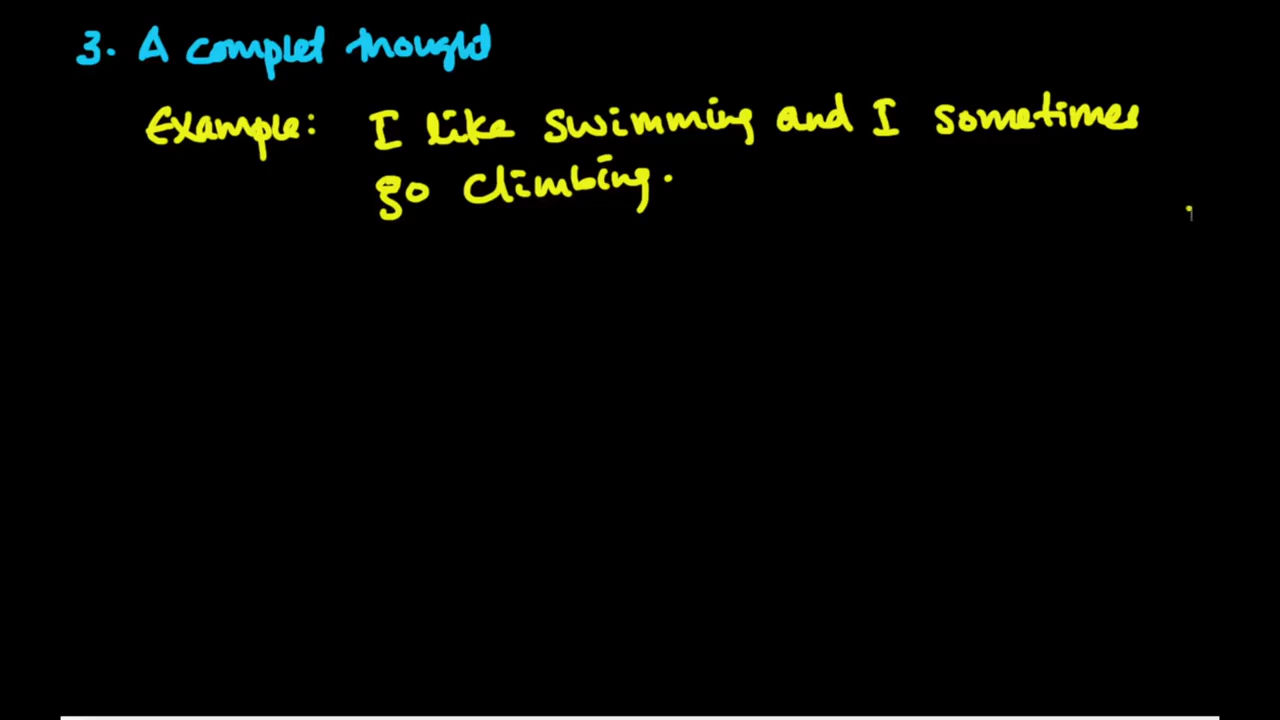 3. A complet thought
Example: I like swimming and I sometimes
go climbing.